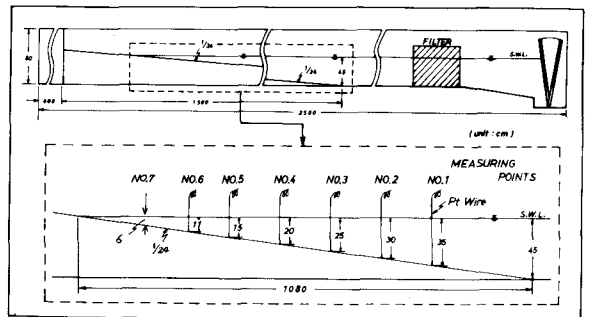 FILTER
S.W.L.
1/24
1/24
80
45
600
1500
2500
(unit : cm)
MEASURING
POINTS
NO.7 NO.6 NO.5 NO.4 NO.3 NO.2 NO.1
Pt Wire
S.W.L.
6 1/24 11 15 20 25 30 35 45
1080